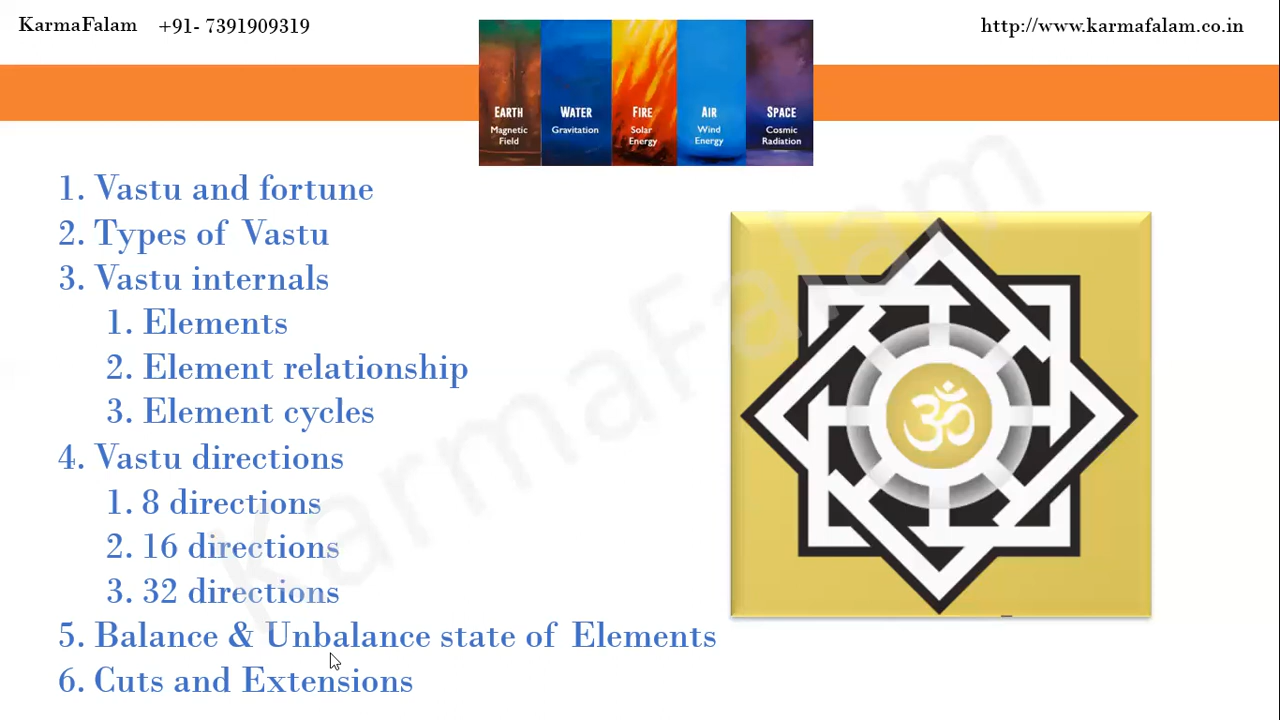 KarmaFalam +91- 7391909319 http://www.karmafalam.co.in
EARTH WATER FIRE AIR SPACE
Magnetic Field Gravitation Solar Energy Wind Energy Cosmic Radiation
1. Vastu and fortune
2. Types of Vastu
3. Vastu internals
1. Elements
2. Element relationship
3. Element cycles
4. Vastu directions
1. 8 directions
2. 16 directions
3. 32 directions
5. Balance & Unbalance state of Elements
6. Cuts and Extensions
ॐ
KarmaFalam